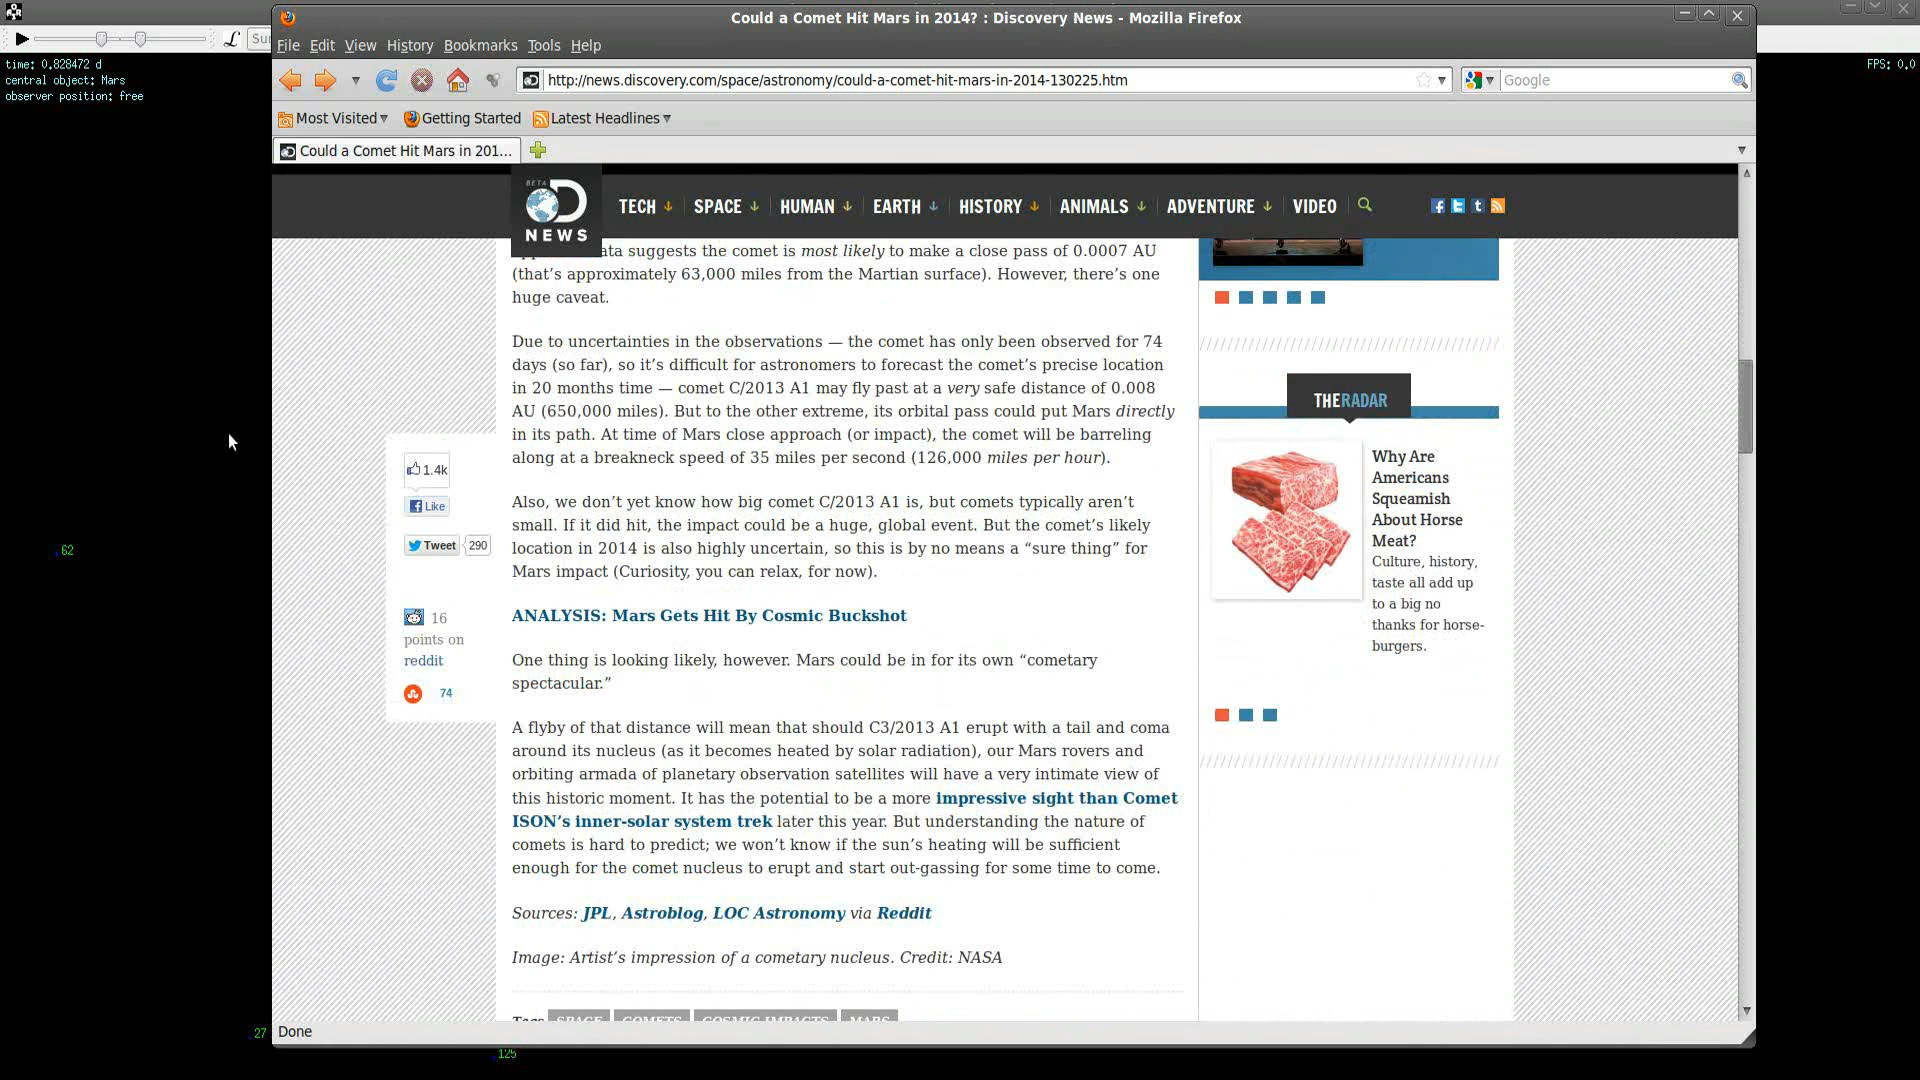 Could a Comet Hit Mars in 2014? : Discovery News - Mozilla Firefox
File Edit View History Bookmarks Tools Help
time: 0.828472 d
central object: Mars
observer position: free
FPS: 0.0
http://news.discovery.com/space/astronomy/could-a-comet-hit-mars-in-2014-130225.htm
Google
Most Visited Getting Started Latest Headlines
Could a Comet Hit Mars in 201...
BETA
D NEWS
TECH SPACE HUMAN EARTH HISTORY ANIMALS ADVENTURE VIDEO
suggests the comet is most likely to make a close pass of 0.0007 AU
(that’s approximately 63,000 miles from the Martian surface). However, there’s one
huge caveat.
Due to uncertainties in the observations — the comet has only been observed for 74
days (so far), so it’s difficult for astronomers to forecast the comet’s precise location
in 20 months time — comet C/2013 A1 may fly past at a very safe distance of 0.008
AU (650,000 miles). But to the other extreme, its orbital pass could put Mars directly
in its path. At time of Mars close approach (or impact), the comet will be barreling
along at a breakneck speed of 35 miles per second (126,000 miles per hour).
Also, we don’t yet know how big comet C/2013 A1 is, but comets typically aren’t
small. If it did hit, the impact could be a huge, global event. But the comet’s likely
location in 2014 is also highly uncertain, so this is by no means a “sure thing” for
Mars impact (Curiosity, you can relax, for now).
ANALYSIS: Mars Gets Hit By Cosmic Buckshot
One thing is looking likely, however. Mars could be in for its own “cometary
spectacular.”
A flyby of that distance will mean that should C3/2013 A1 erupt with a tail and coma
around its nucleus (as it becomes heated by solar radiation), our Mars rovers and
orbiting armada of planetary observation satellites will have a very intimate view of
this historic moment. It has the potential to be a more impressive sight than Comet
ISON’s inner-solar system trek later this year. But understanding the nature of
comets is hard to predict; we won’t know if the sun’s heating will be sufficient
enough for the comet nucleus to erupt and start out-gassing for some time to come.
Sources: JPL, Astroblog, LOC Astronomy via Reddit
Image: Artist’s impression of a cometary nucleus. Credit: NASA
Tags SPACE COMETS COSMIC IMPACTS MARS
1.4k
Like
Tweet 290
16
points on
reddit
74
THERADAR
Why Are
Americans
Squeamish
About Horse
Meat?
Culture, history,
taste all add up
to a big no
thanks for horse-
burgers.
62
27
125
Done